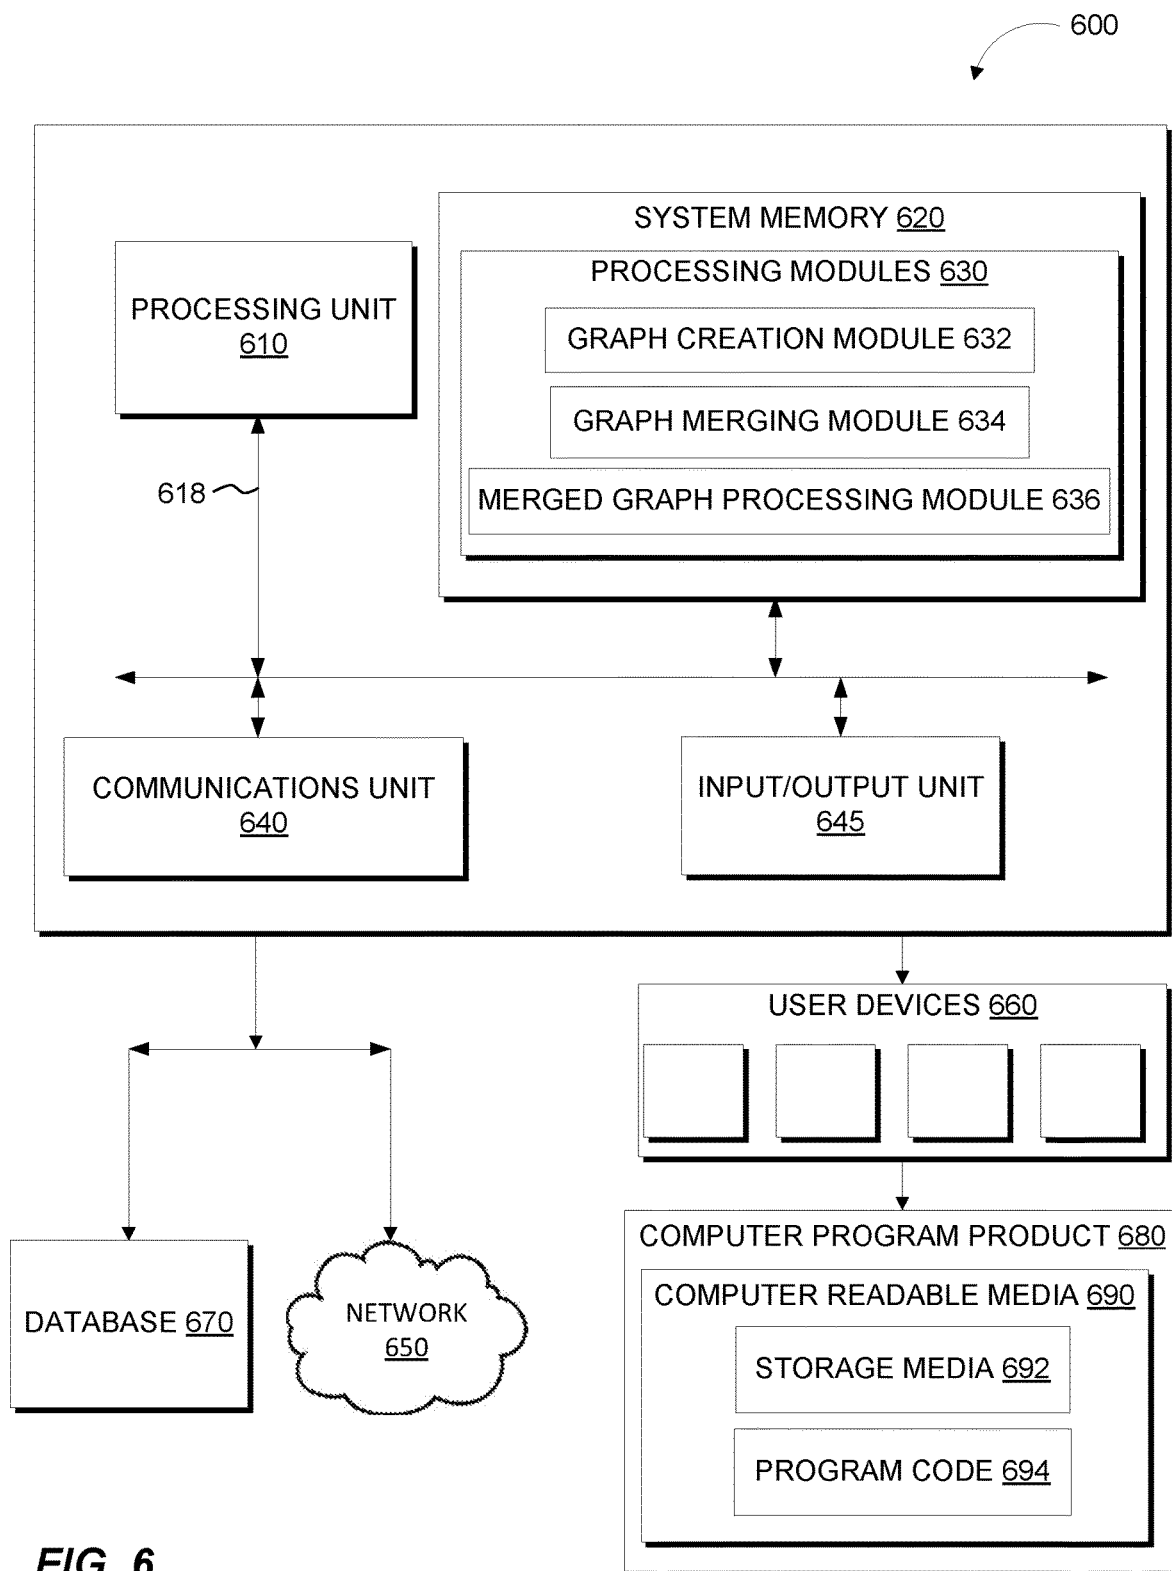 600
SYSTEM MEMORY 620
PROCESSING MODULES 630
PROCESSING UNIT
610
GRAPH CREATION MODULE 632
GRAPH MERGING MODULE 634
618
MERGED GRAPH PROCESSING MODULE 636
COMMUNICATIONS UNIT
640
INPUT/OUTPUT UNIT
645
USER DEVICES 660
COMPUTER PROGRAM PRODUCT 680
COMPUTER READABLE MEDIA 690
DATABASE 670
NETWORK
650
STORAGE MEDIA 692
PROGRAM CODE 694
FIG. 6